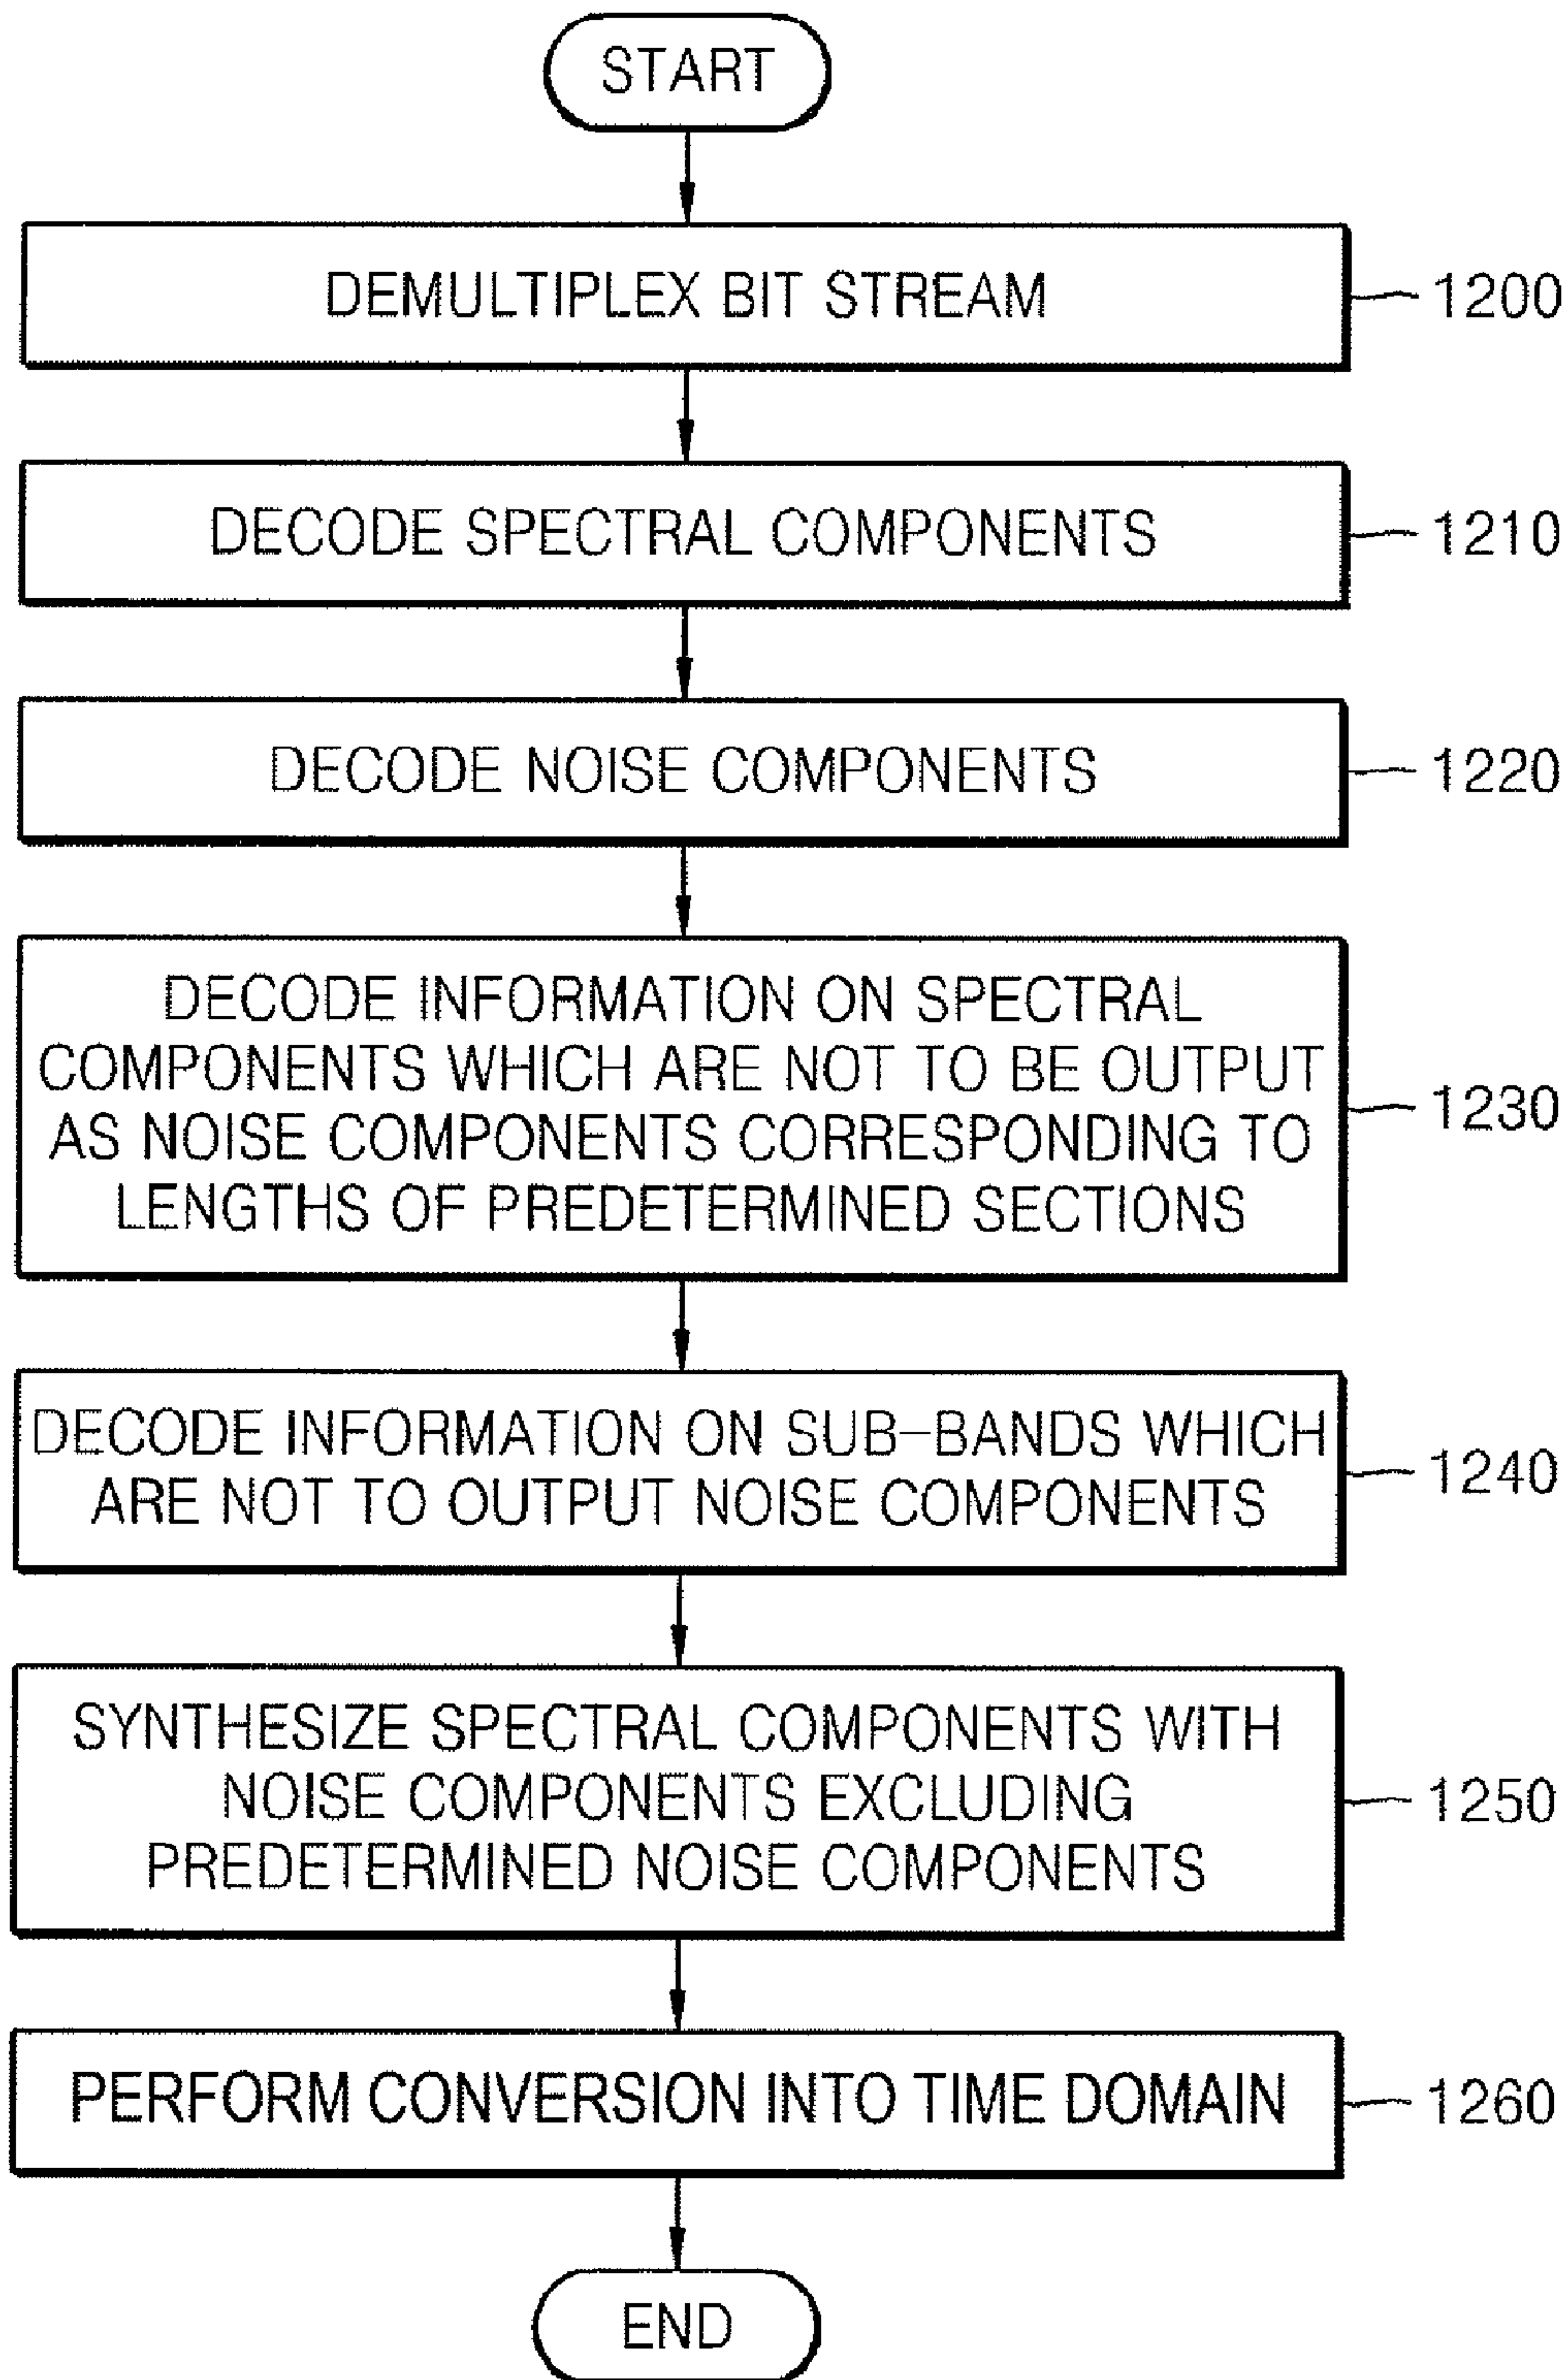 START
DEMULTIPLEX BIT STREAM
1200
DECODE SPECTRAL COMPONENTS
1210
DECODE NOISE COMPONENTS
1220
DECODE INFORMATION ON SPECTRAL
COMPONENTS WHICH ARE NOT TO BE OUTPUT
AS NOISE COMPONENTS CORRESPONDING TO
LENGTHS OF PREDETERMINED SECTIONS
1230
DECODE INFORMATION ON SUB-BANDS WHICH
ARE NOT TO OUTPUT NOISE COMPONENTS
1240
SYNTHESIZE SPECTRAL COMPONENTS WITH
NOISE COMPONENTS EXCLUDING
PREDETERMINED NOISE COMPONENTS
1250
PERFORM CONVERSION INTO TIME DOMAIN
1260
END